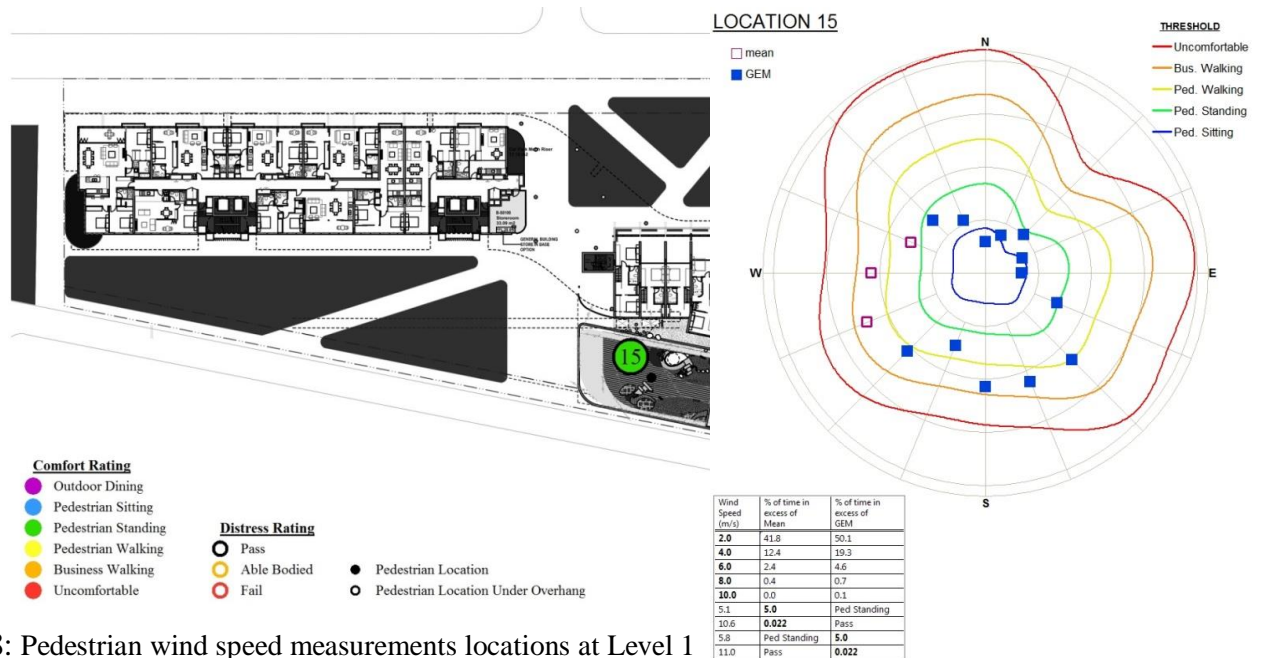 LOCATION 15
mean
GEM
THRESHOLD
Uncomfortable
Bus. Walking
Ped. Walking
Ped. Standing
Ped. Sitting
N
W
E
S
15
Comfort Rating
Outdoor Dining
Pedestrian Sitting
Pedestrian Standing
Pedestrian Walking
Business Walking
Uncomfortable
Distress Rating
Pass
Able Bodied
Fail
Pedestrian Location
Pedestrian Location Under Overhang
Wind Speed (m/s) % of time in excess of Mean % of time in excess of GEM
2.0 41.8 50.1
4.0 12.4 19.3
6.0 2.4 4.6
8.0 0.4 0.7
10.0 0.0 0.1
5.1 5.0 Ped Standing
10.6 0.022 Pass
5.8 Ped Standing 5.0
11.0 Pass 0.022
: Pedestrian wind speed measurements locations at Level 1